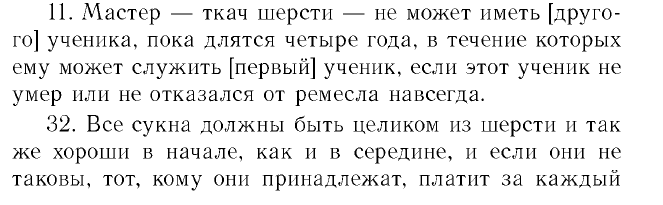 11. Мастер — ткач шерсти — не может иметь [друго-
го] ученика, пока длятся четыре года, в течение которых
ему может служить [первый] ученик, если этот ученик не
умер или не отказался от ремесла навсегда.
32. Все сукна должны быть целиком из шерсти и так
же хороши в начале, как и в середине, и если они не
таковы, тот, кому они принадлежат, платит за каждый